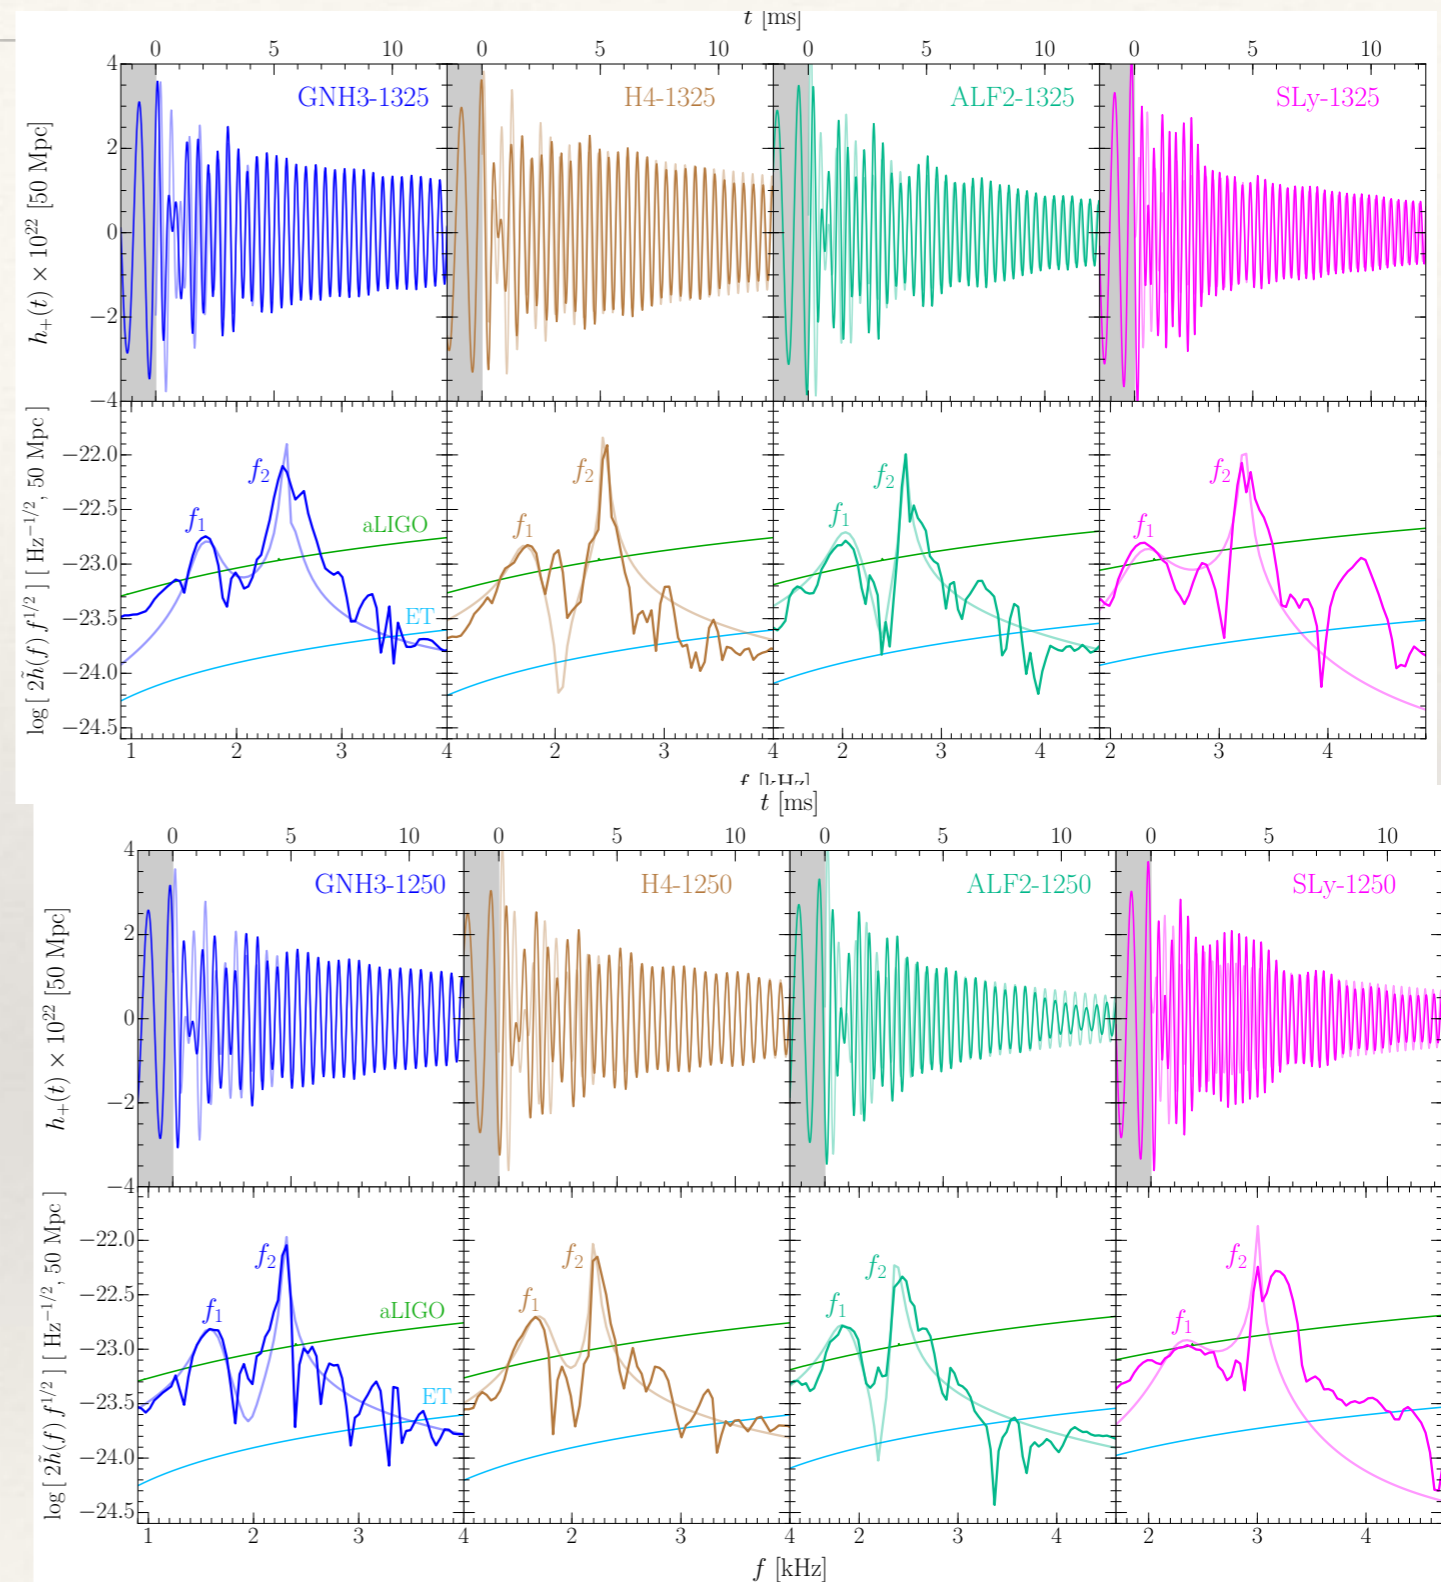 t [ms]
0 5 10 0 5 10 0 5 10 0 5 10
GNH3-1325 H4-1325 ALF2-1325 SLy-1325
4
2
0
−2
−4
h₊(t) × 10²² [50 Mpc]
f₁ f₂ aLIGO ET
f₁ f₂
f₁ f₂
f₁ f₂
−22.0
−22.5
−23.0
−23.5
−24.0
−24.5
log [ 2h̃(f) f^{1/2} ] [ Hz^{−1/2}, 50 Mpc]
1 2 3 4 2 3 4 2 3 4 2 3 4
f [kHz]
t [ms]
0 5 10 0 5 10 0 5 10 0 5 10
GNH3-1250 H4-1250 ALF2-1250 SLy-1250
4
2
0
−2
−4
h₊(t) × 10²² [50 Mpc]
f₁ f₂ aLIGO ET
f₁ f₂
f₁ f₂
f₁ f₂
−22.0
−22.5
−23.0
−23.5
−24.0
−24.5
log [ 2h̃(f) f^{1/2} ] [ Hz^{−1/2}, 50 Mpc]
1 2 3 4 2 3 4 2 3 4 2 3 4
f [kHz]